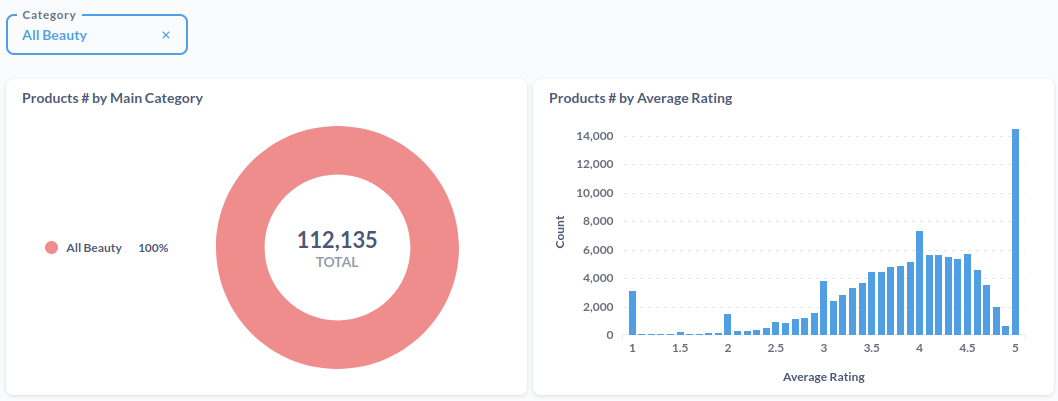 Category
All Beauty ×
Products # by Main Category
All Beauty 100%
112,135
TOTAL
Products # by Average Rating
Count
14,000
12,000
10,000
8,000
6,000
4,000
2,000
0
1 1.5 2 2.5 3 3.5 4 4.5 5
Average Rating